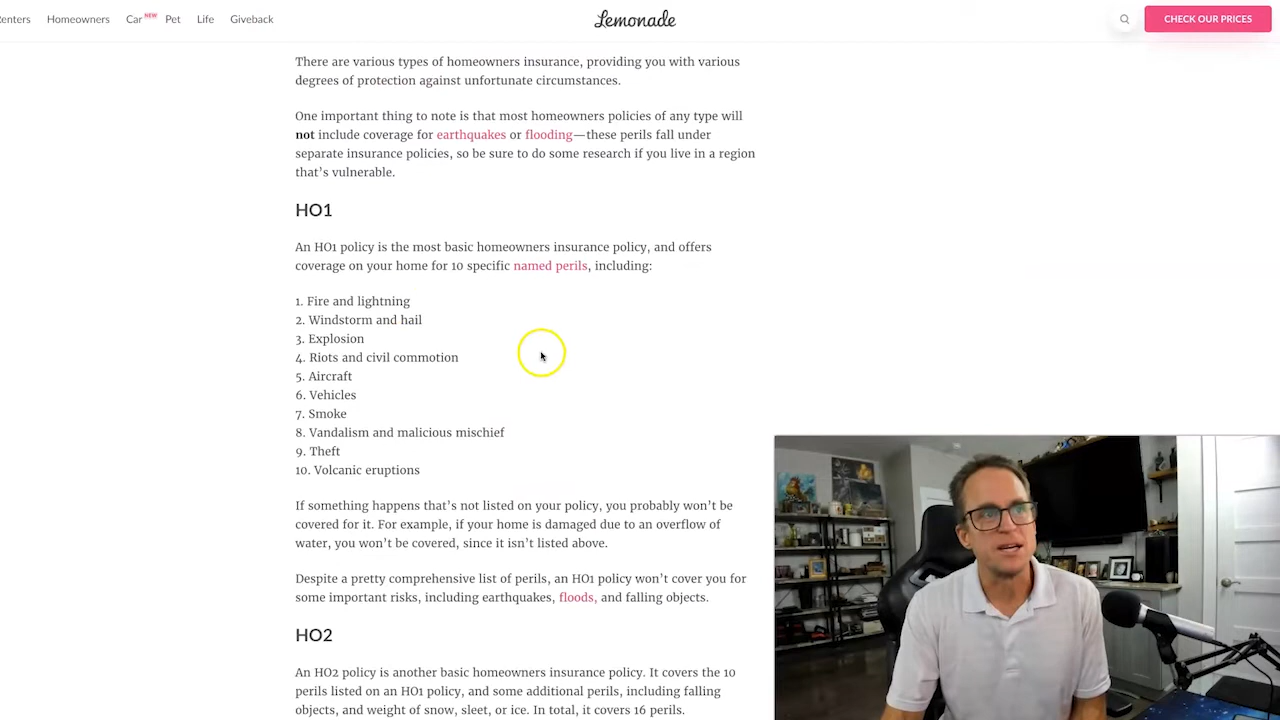 enters Homeowners Car NEW Pet Life Giveback Lemonade CHECK OUR PRICES
There are various types of homeowners insurance, providing you with various
degrees of protection against unfortunate circumstances.
One important thing to note is that most homeowners policies of any type will
not include coverage for earthquakes or flooding—these perils fall under
separate insurance policies, so be sure to do some research if you live in a region
that's vulnerable.
HO1
An HO1 policy is the most basic homeowners insurance policy, and offers
coverage on your home for 10 specific named perils, including:
1. Fire and lightning
2. Windstorm and hail
3. Explosion
4. Riots and civil commotion
5. Aircraft
6. Vehicles
7. Smoke
8. Vandalism and malicious mischief
9. Theft
10. Volcanic eruptions
If something happens that's not listed on your policy, you probably won't be
covered for it. For example, if your home is damaged due to an overflow of
water, you won't be covered, since it isn't listed above.
Despite a pretty comprehensive list of perils, an HO1 policy won't cover you for
some important risks, including earthquakes, floods, and falling objects.
HO2
An HO2 policy is another basic homeowners insurance policy. It covers the 10
perils listed on an HO1 policy, and some additional perils, including falling
objects, and weight of snow, sleet, or ice. In total, it covers 16 perils.